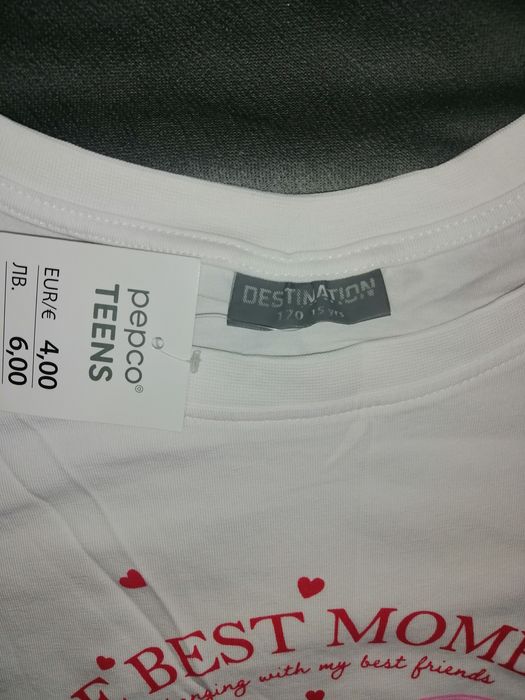 pepco®
TEENS
EUR/€ 4,00
ЛВ. 6,00
DESTINATION
170 15 yrs
BEST MOME
with my best friends